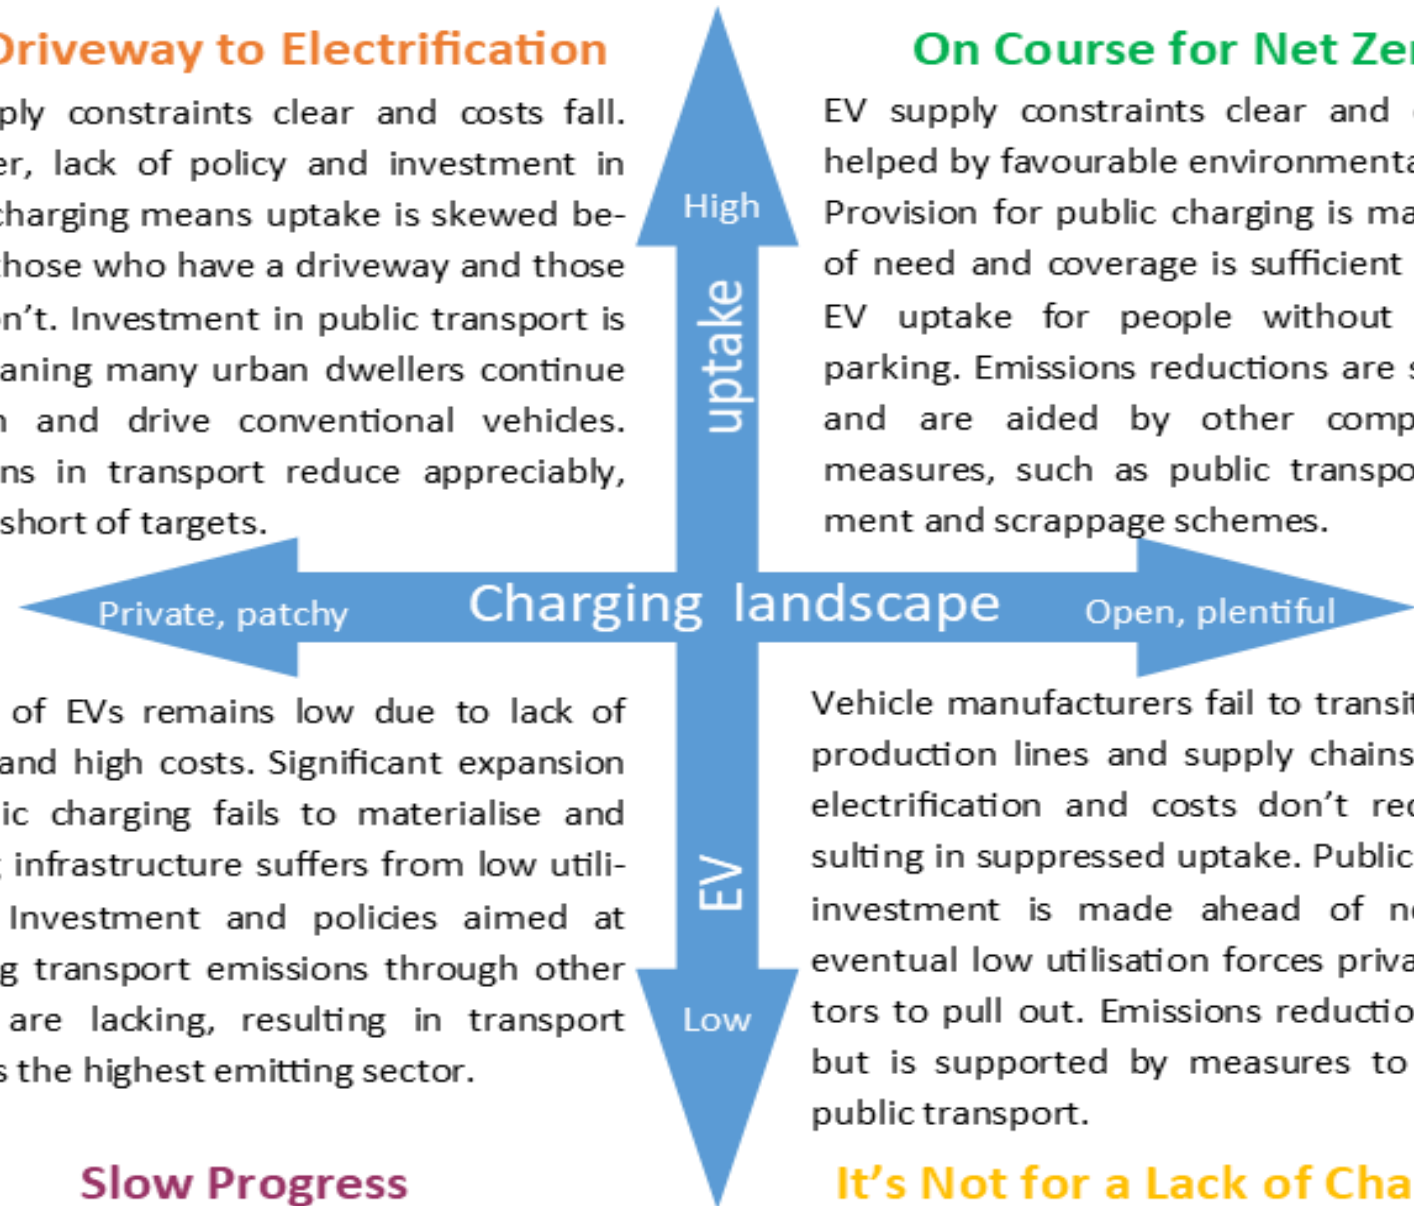 Driveway to Electrification
ply constraints clear and costs fall.
er, lack of policy and investment in
charging means uptake is skewed be-
those who have a driveway and those
on't. Investment in public transport is
aning many urban dwellers continue
n and drive conventional vehicles.
ns in transport reduce appreciably,
short of targets.
On Course for Net Zer
EV supply constraints clear and
helped by favourable environmenta
Provision for public charging is ma
of need and coverage is sufficient
EV uptake for people without
parking. Emissions reductions are s
and are aided by other comp
measures, such as public transpo
ment and scrappage schemes.
High
uptake
Private, patchy
Charging landscape
Open, plentiful
EV
Low
of EVs remains low due to lack of
and high costs. Significant expansion
ic charging fails to materialise and
g infrastructure suffers from low utili-
Investment and policies aimed at
g transport emissions through other
are lacking, resulting in transport
s the highest emitting sector.
Slow Progress
Vehicle manufacturers fail to transit
production lines and supply chains
electrification and costs don't red
sulting in suppressed uptake. Public
investment is made ahead of ne
eventual low utilisation forces priva
tors to pull out. Emissions reductio
but is supported by measures to
public transport.
It's Not for a Lack of Cha